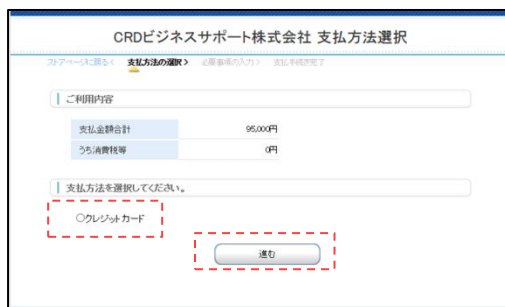 CRDビジネスサポート株式会社 支払方法選択
ストアページに戻る< 支払方法の選択> 必要事項の入力> 支払手続き完了
ご利用内容
支払金額合計 95,000円
うち消費税等 0円
支払方法を選択してください。
○クレジットカード
進む